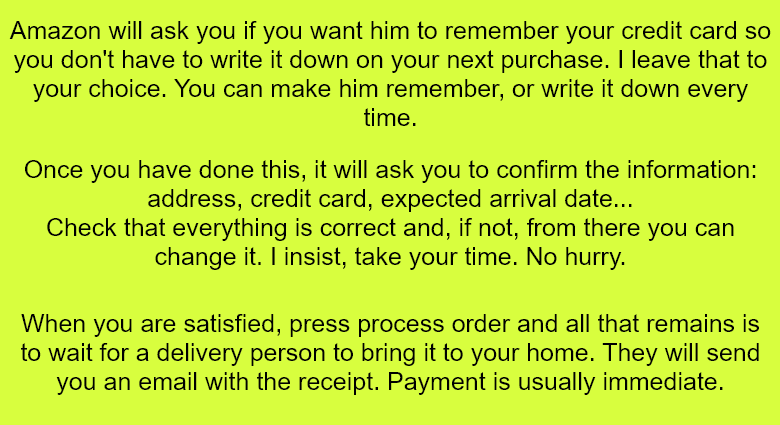 Amazon will ask you if you want him to remember your credit card so
you don't have to write it down on your next purchase. I leave that to
your choice. You can make him remember, or write it down every
time.
Once you have done this, it will ask you to confirm the information:
address, credit card, expected arrival date...
Check that everything is correct and, if not, from there you can
change it. I insist, take your time. No hurry.
When you are satisfied, press process order and all that remains is
to wait for a delivery person to bring it to your home. They will send
you an email with the receipt. Payment is usually immediate.